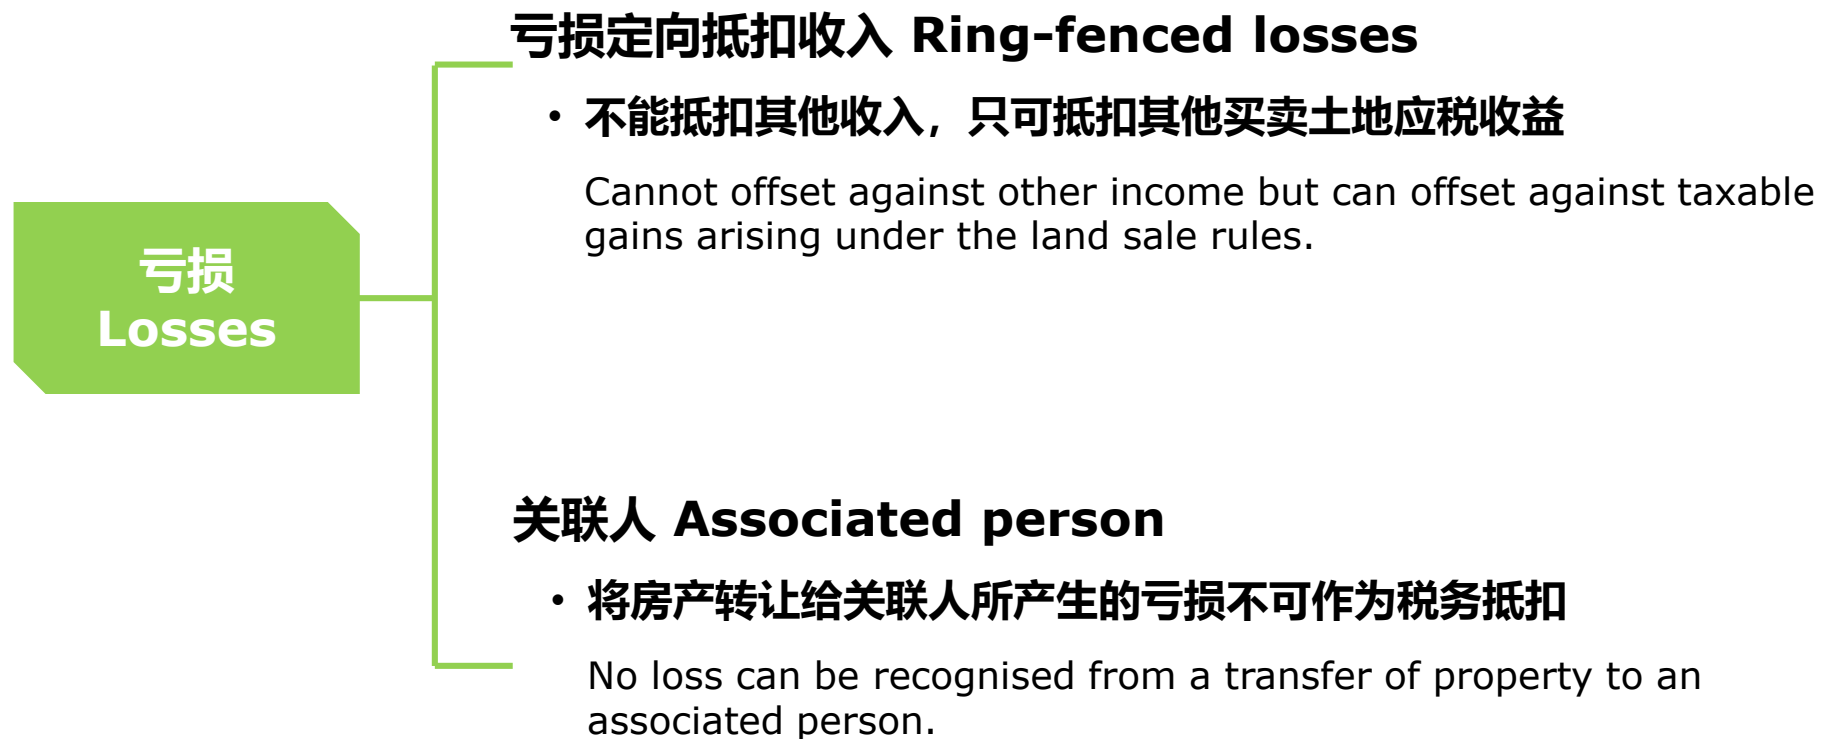 亏损定向抵扣收入 Ring-fenced losses
• 不能抵扣其他收入，只可抵扣其他买卖土地应税收益
Cannot offset against other income but can offset against taxable
gains arising under the land sale rules.
亏损
Losses
关联人 Associated person
• 将房产转让给关联人所产生的亏损不可作为税务抵扣
No loss can be recognised from a transfer of property to an
associated person.